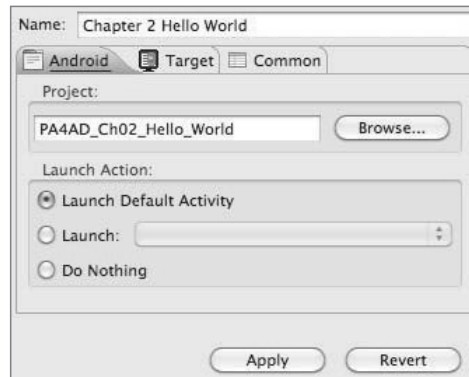 Name: Chapter 2 Hello World
Android Target Common
Project:
PA4AD_Ch02_Hello_World Browse...
Launch Action:
Launch Default Activity
Launch:
Do Nothing
Apply Revert